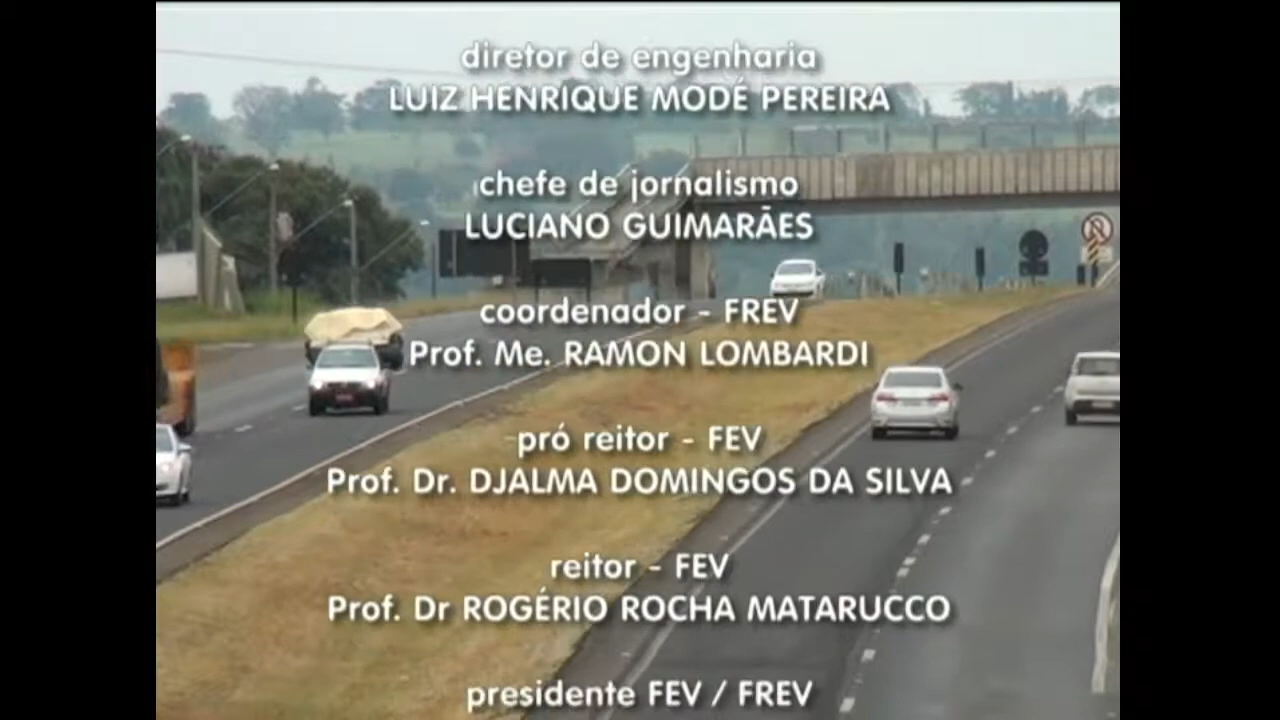 diretor de engenharia
LUIZ HENRIQUE MODÉ PEREIRA
chefe de jornalismo
LUCIANO GUIMARÃES
coordenador - FREV
Prof. Me. RAMON LOMBARDI
pró reitor - FEV
Prof. Dr. DJALMA DOMINGOS DA SILVA
reitor - FEV
Prof. Dr ROGÉRIO ROCHA MATARUCCO
presidente FEV / FREV